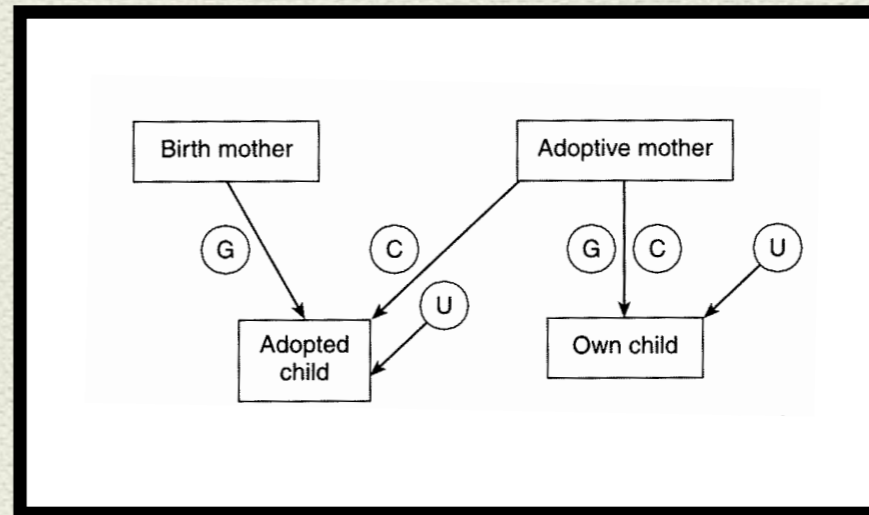 Birth mother
Adoptive mother
G
C
G
C
U
U
Adopted
child
Own child